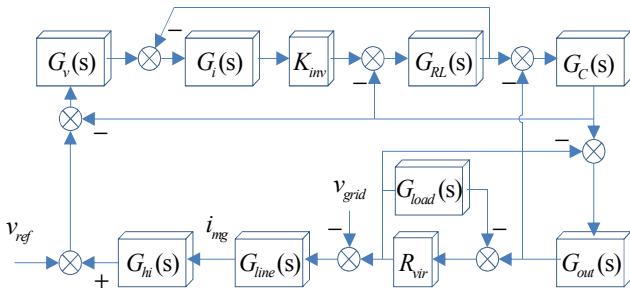 −
G_v(s)
G_i(s)
K_inv
−
G_RL(s)
−
G_C(s)
−
−
v_ref
+
G_hi(s)
i_mg
G_line(s)
v_grid
−
R_vir
G_load(s)
−
G_out(s)